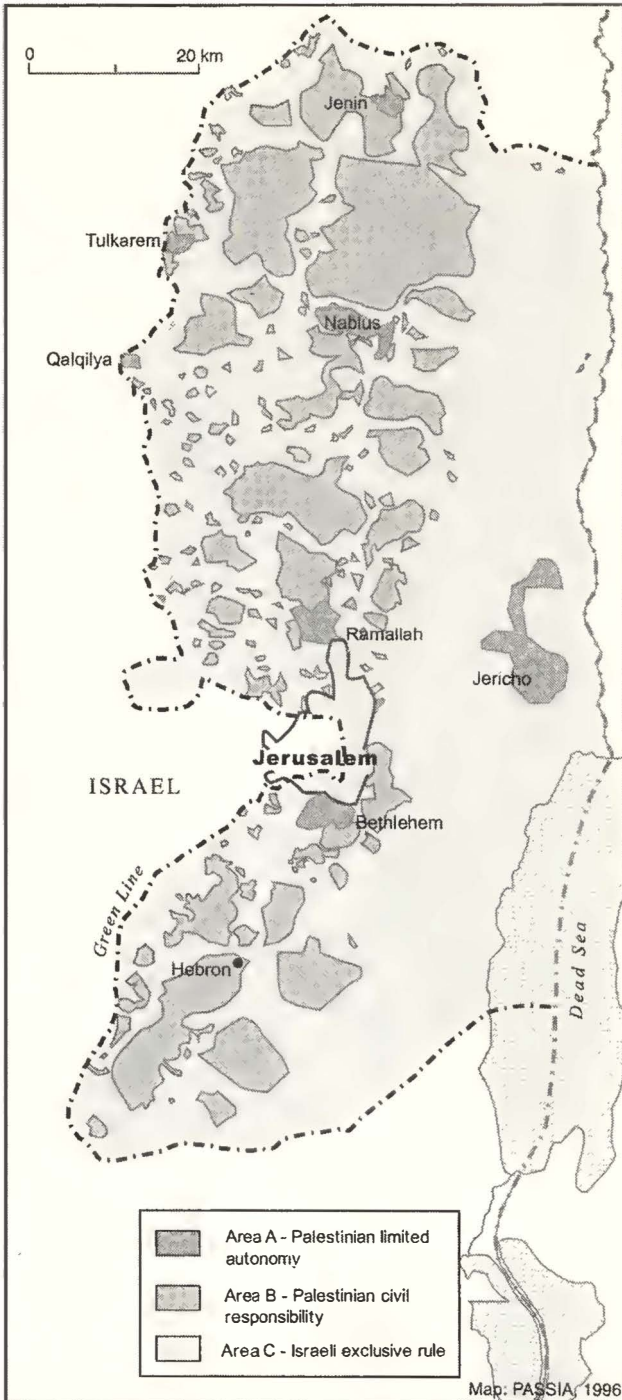 0 20 km
Jenin
Tulkarem
Nablus
Qalqilya
Ramallah
Jericho
Jerusalem
ISRAEL
Bethlehem
Green Line
Hebron
Dead Sea
Area A - Palestinian limited
autonomy
Area B - Palestinian civil
responsibility
Area C - Israeli exclusive rule
Map: PASSIA, 1996